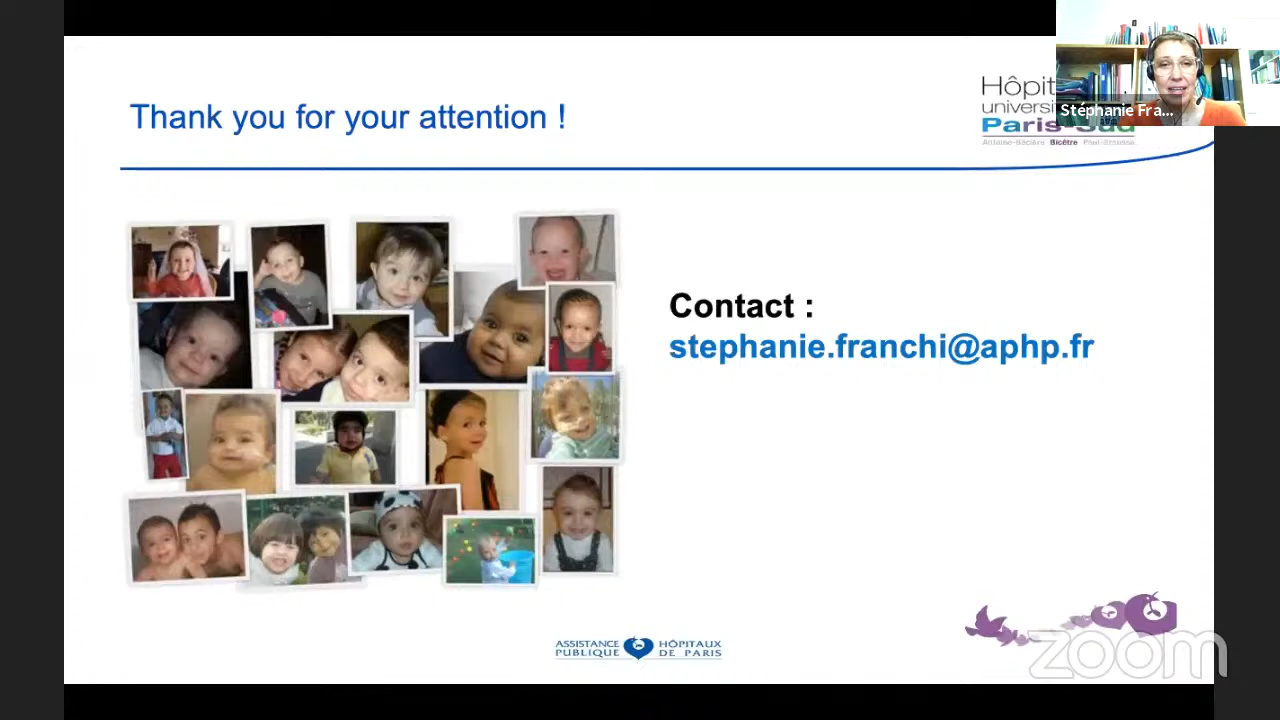 Thank you for your attention !
Hôpit
univers
Paris-Sud
Antoine-Béclère Bicêtre Paul-Brousse
Stéphanie Fra...
Contact :
stephanie.franchi@aphp.fr
ASSISTANCE HÔPITAUX
PUBLIQUE DE PARIS
zoom